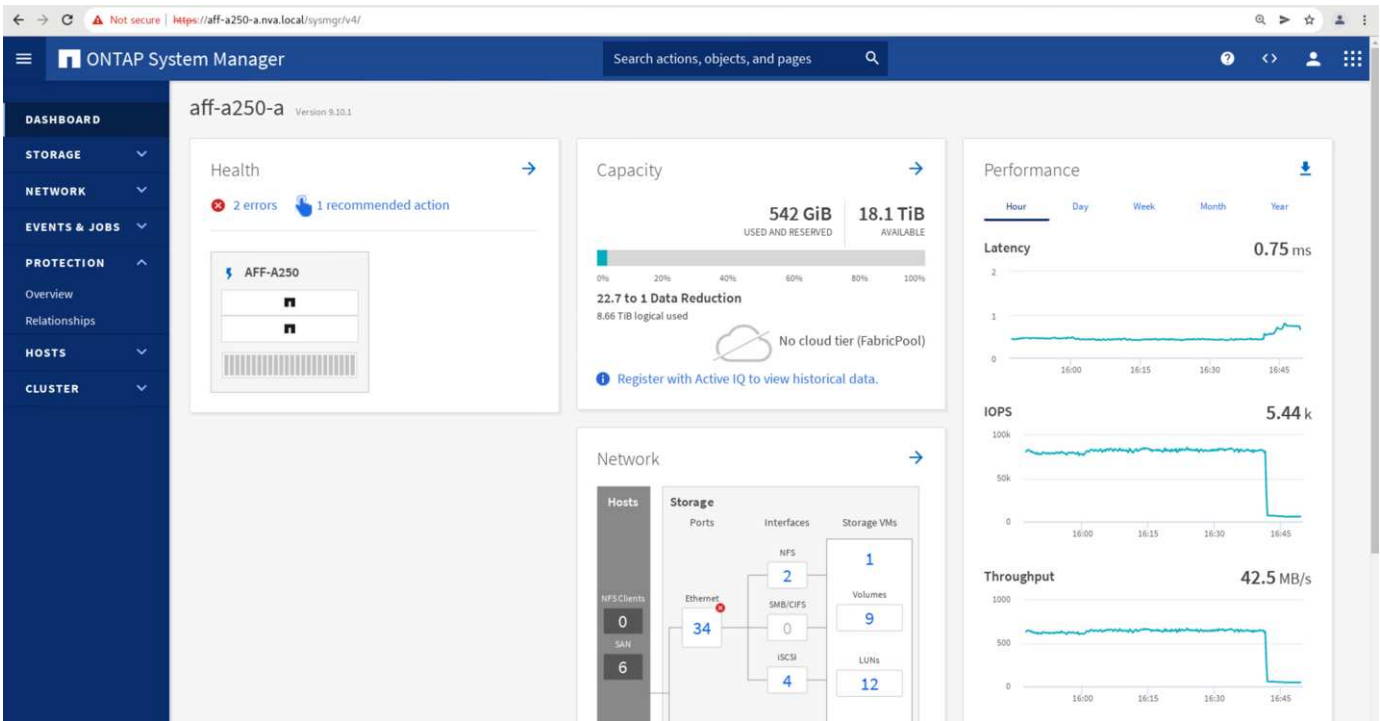 Not secure | https://aff-a250-a.nva.local/sysmgr/v4/
ONTAP System Manager
Search actions, objects, and pages
DASHBOARD
STORAGE
NETWORK
EVENTS & JOBS
PROTECTION
Overview
Relationships
HOSTS
CLUSTER
aff-a250-a Version 9.10.1
Health
2 errors 1 recommended action
AFF-A250
Capacity
542 GiB 18.1 TiB
USED AND RESERVED AVAILABLE
0% 20% 40% 60% 80% 100%
22.7 to 1 Data Reduction
8.66 TiB logical used
No cloud tier (FabricPool)
Register with Active IQ to view historical data.
Network
Hosts Storage
Ports Interfaces Storage VMs
NFS
1
2
NFS Clients Ethernet SMB/CIFS Volumes
0 34 0 9
SAN iSCSI LUNs
6 4 12
Performance
Hour Day Week Month Year
Latency 0.75 ms
2
1
0
16:00 16:15 16:30 16:45
IOPS 5.44 k
100k
50k
0
16:00 16:15 16:30 16:45
Throughput 42.5 MB/s
1000
500
0
16:00 16:15 16:30 16:45